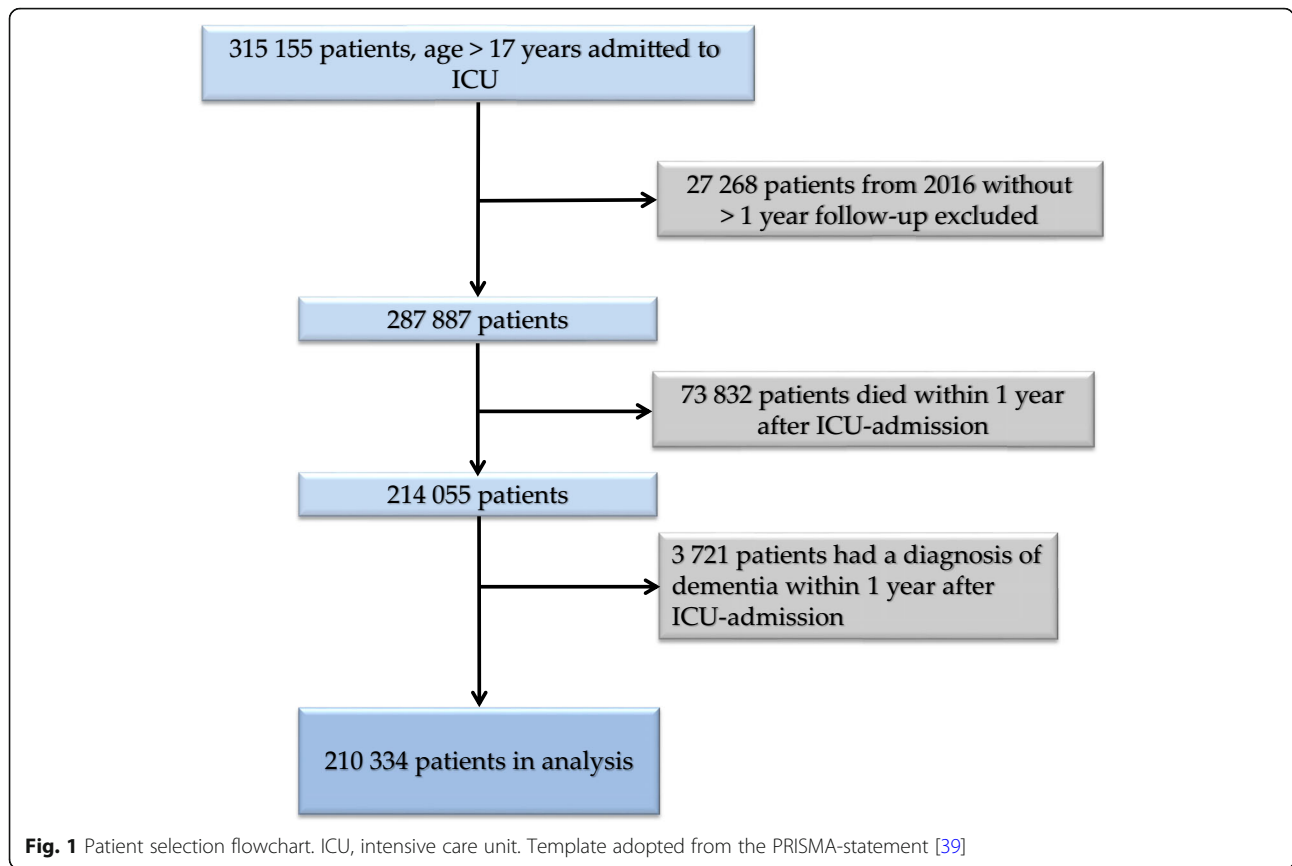 315 155 patients, age > 17 years admitted to
ICU
27 268 patients from 2016 without
> 1 year follow-up excluded
287 887 patients
73 832 patients died within 1 year
after ICU-admission
214 055 patients
3 721 patients had a diagnosis of
dementia within 1 year after
ICU-admission
210 334 patients in analysis
Fig. 1 Patient selection flowchart. ICU, intensive care unit. Template adopted from the PRISMA-statement [39]